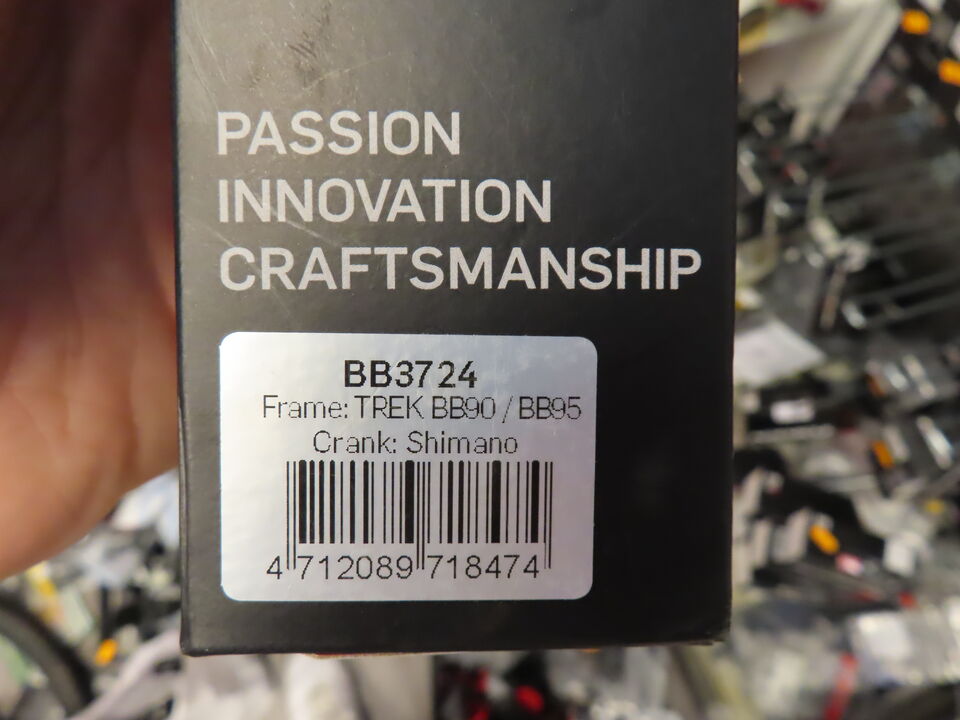 PASSION
INNOVATION
CRAFTSMANSHIP
BB3724
Frame: TREK BB90 / BB95
Crank: Shimano
4 712089 718474